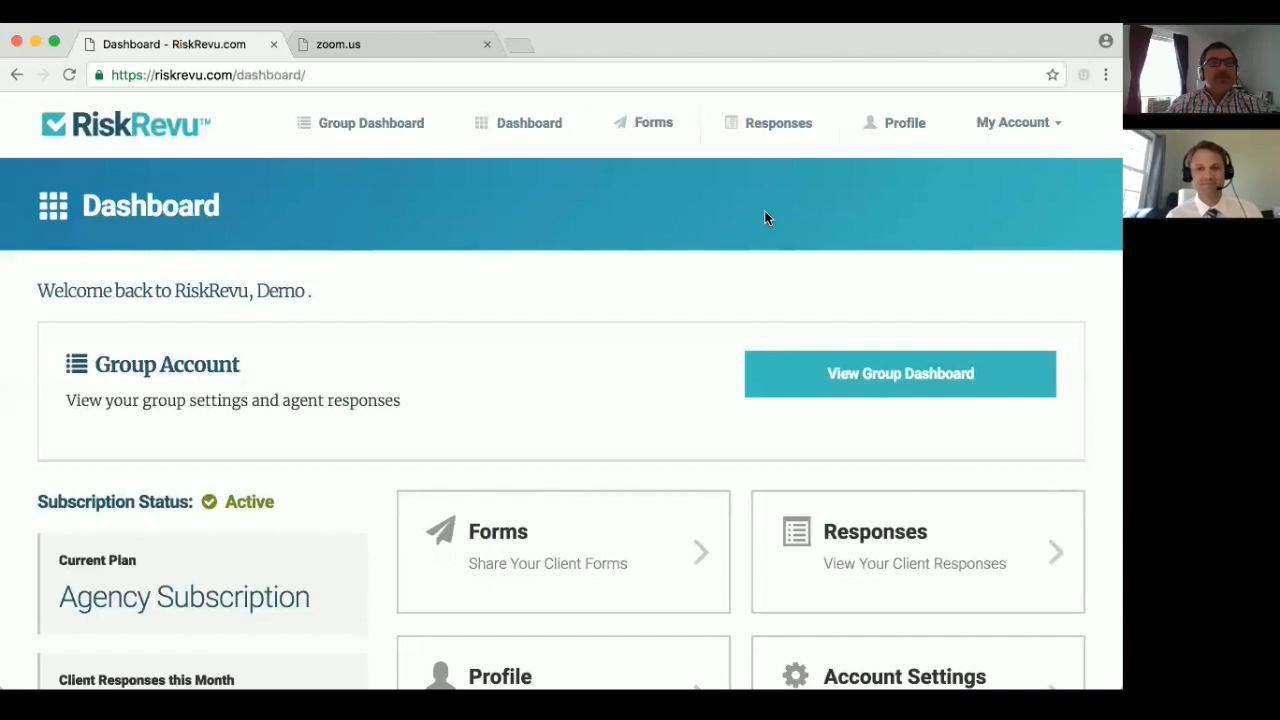 Dashboard - RiskRevu.com
zoom.us
https://riskrevu.com/dashboard/
RiskRevu™
Group Dashboard
Dashboard
Forms
Responses
Profile
My Account
Dashboard
Welcome back to RiskRevu, Demo .
Group Account
View your group settings and agent responses
View Group Dashboard
Subscription Status: Active
Current Plan
Agency Subscription
Client Responses this Month
Forms
Share Your Client Forms
Responses
View Your Client Responses
Profile
Account Settings